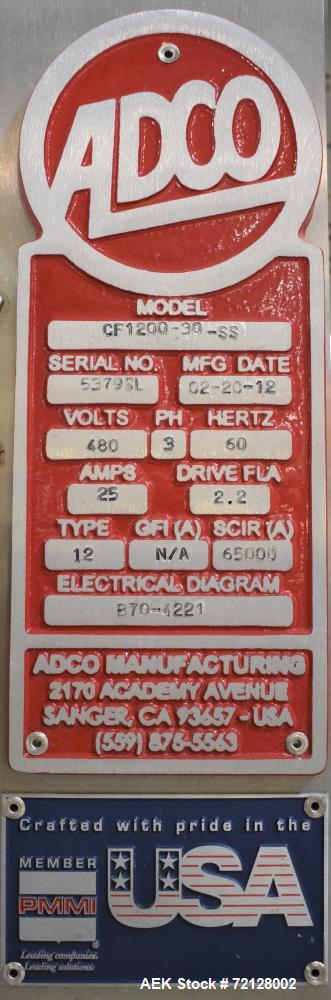 ADCO
MODEL
CF1200-30-SS
SERIAL NO. MFG DATE
5379SL 02-20-12
VOLTS PH HERTZ
480 3 60
AMPS DRIVE FLA
25 2.2
TYPE GFI (A) SCIR (A)
12 N/A 65000
ELECTRICAL DIAGRAM
B70-4221
ADCO MANUFACTURING
2170 ACADEMY AVENUE
SANGER, CA 93657 - USA
(559) 875-5563
Crafted with pride in the
MEMBER
PMMI
USA
Leading companies.
Leading solutions.
AEK Stock #72128002